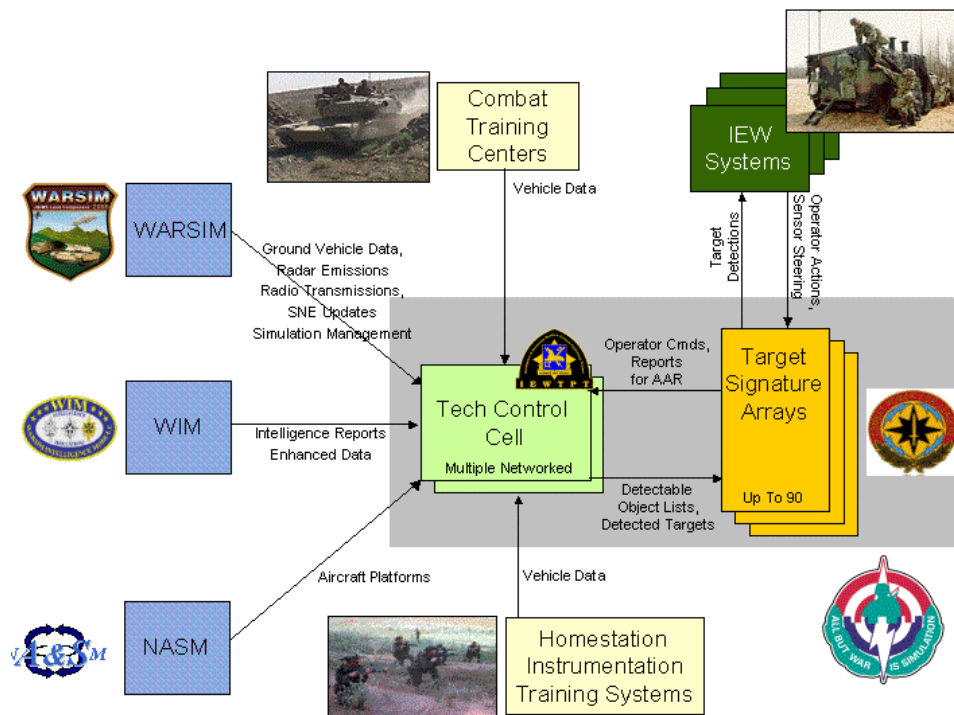 Combat
Training
Centers
IEW
Systems
Vehicle Data
WARSIM
WARSIM
Ground Vehicle Data,
Radar Emissions
Radio Transmissions,
SNE Updates
Simulation Management
Target
Detections
Operator Actions,
Sensor Steering
IEWTPT
Operator Cmds,
Reports
for AAR
Target
Signature
Arrays
Up To 90
Tech Control
Cell
Multiple Networked
WIM
WIM
Intelligence Reports
Enhanced Data
Detectable
Object Lists,
Detected Targets
Aircraft Platforms
Vehicle Data
NA&SM
NASM
Homestation
Instrumentation
Training Systems
ALL BUT WAR IS SIMULATION